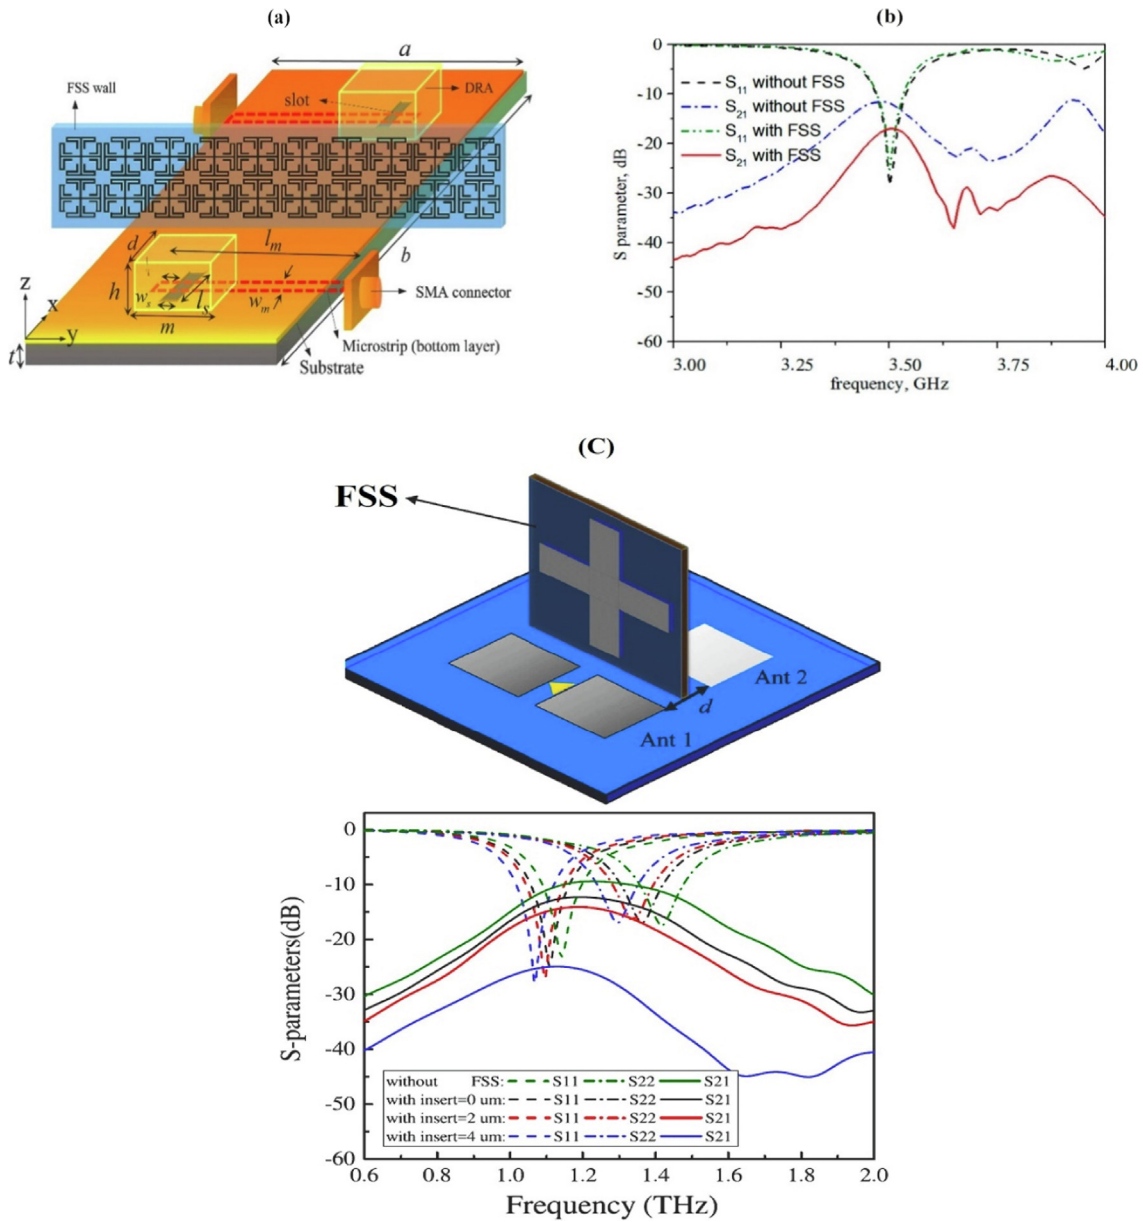 (a)
a
FSS wall
slot
DRA
d
l_m
b
h
w_s
l_s
w_m
SMA connector
m
z
x
y
t
Microstrip (bottom layer)
Substrate
(b)
0
-10
-20
-30
-40
-50
-60
S parameter, dB
S11 without FSS
S21 without FSS
S11 with FSS
S21 with FSS
3.00 3.25 3.50 3.75 4.00
frequency, GHz
(C)
FSS
Ant 2
d
Ant 1
0
-10
-20
-30
-40
-50
-60
S-parameters(dB)
without FSS: S11 S22 S21
with insert=0 um: S11 S22 S21
with insert=2 um: S11 S22 S21
with insert=4 um: S11 S22 S21
0.6 0.8 1.0 1.2 1.4 1.6 1.8 2.0
Frequency (THz)